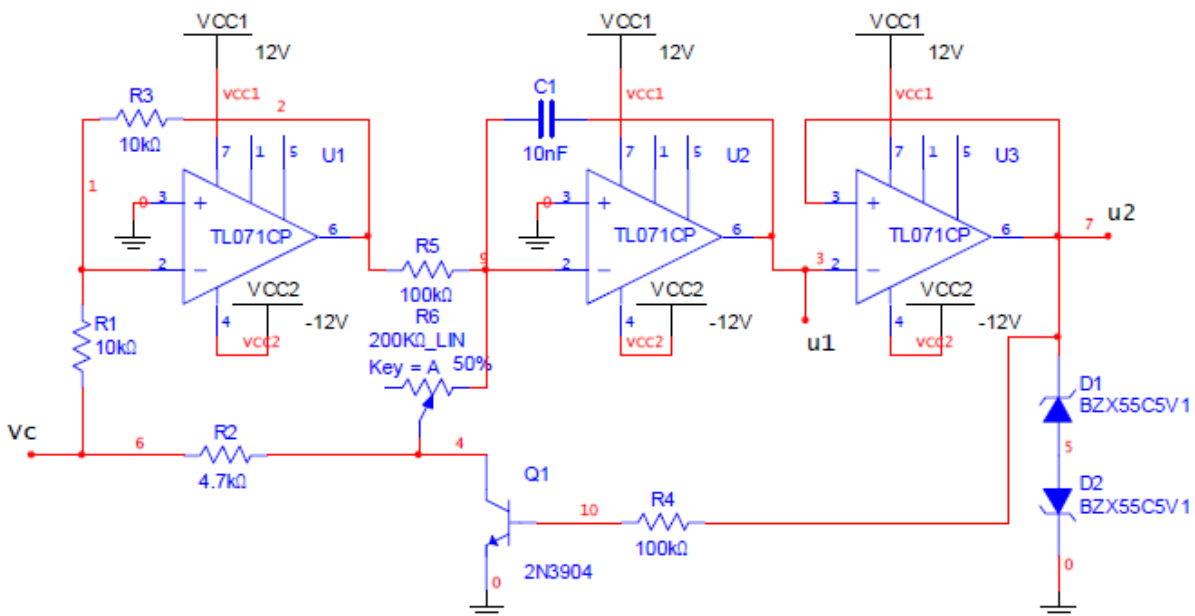 VCC1
12V
VCC1
12V
VCC1
12V
vcc1
vcc1
vcc1
R3
10kΩ
2
C1
10nF
7
1
5
U1
7
1
5
U2
7
1
5
U3
1
0
3
+
TL071CP
6
2
−
4
0
3
+
TL071CP
6
2
−
4
3
+
TL071CP
6
3
2
−
4
7
u2
R5
100kΩ
9
VCC2
-12V
vcc2
VCC2
-12V
vcc2
VCC2
-12V
vcc2
R1
10kΩ
R6
200KΩ_LIN
Key = A
50%
u1
D1
BZX55C5V1
5
D2
BZX55C5V1
0
Vc
6
R2
4.7kΩ
4
Q1
10
R4
100kΩ
2N3904
0